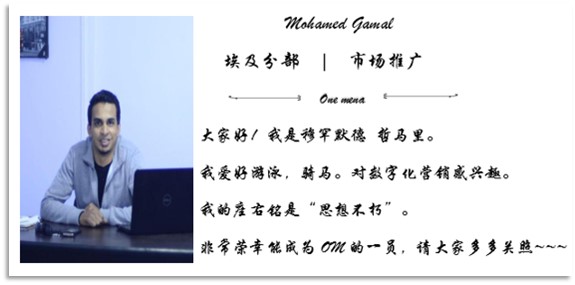 Mohamed Gamal
埃及分部 | 市场推广
One mena
大家好！我是穆罕默德 哲马里。
我爱好游泳，骑马。对数字化营销感兴趣。
我的座右铭是“思想不朽”。
非常荣幸能成为 OM 的一员，请大家多多关照~~~